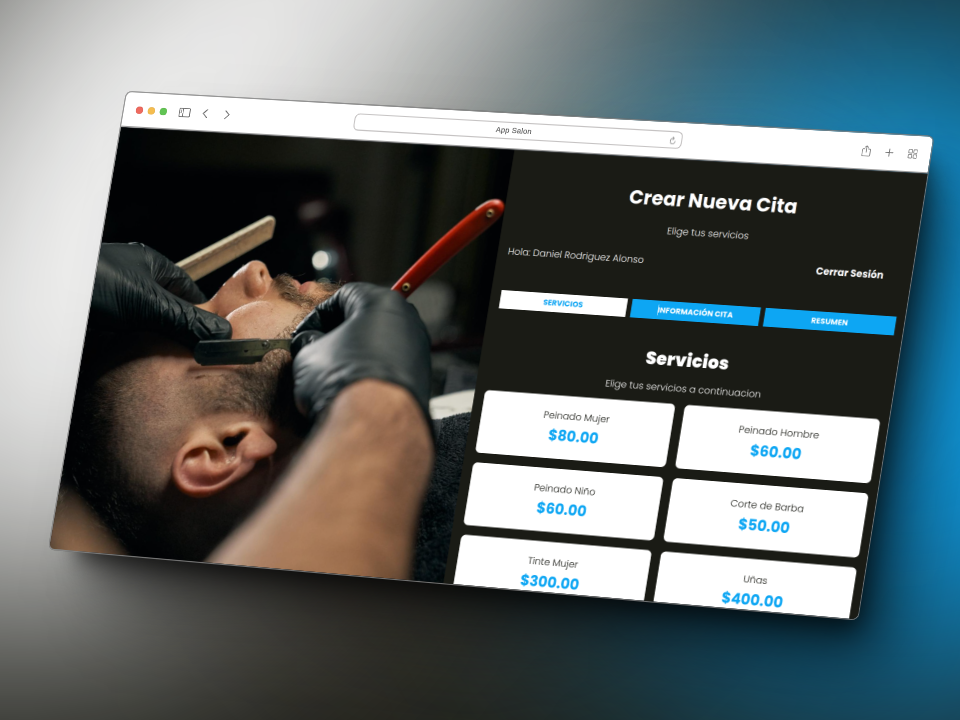 App Salon
Crear Nueva Cita
Elige tus servicios
Hola: Daniel Rodriguez Alonso
Cerrar Sesión
SERVICIOS
INFORMACIÓN CITA
RESUMEN
Servicios
Elige tus servicios a continuacion
Peinado Mujer
$80.00
Peinado Hombre
$60.00
Peinado Niño
$60.00
Corte de Barba
$50.00
Tinte Mujer
$300.00
Uñas
$400.00